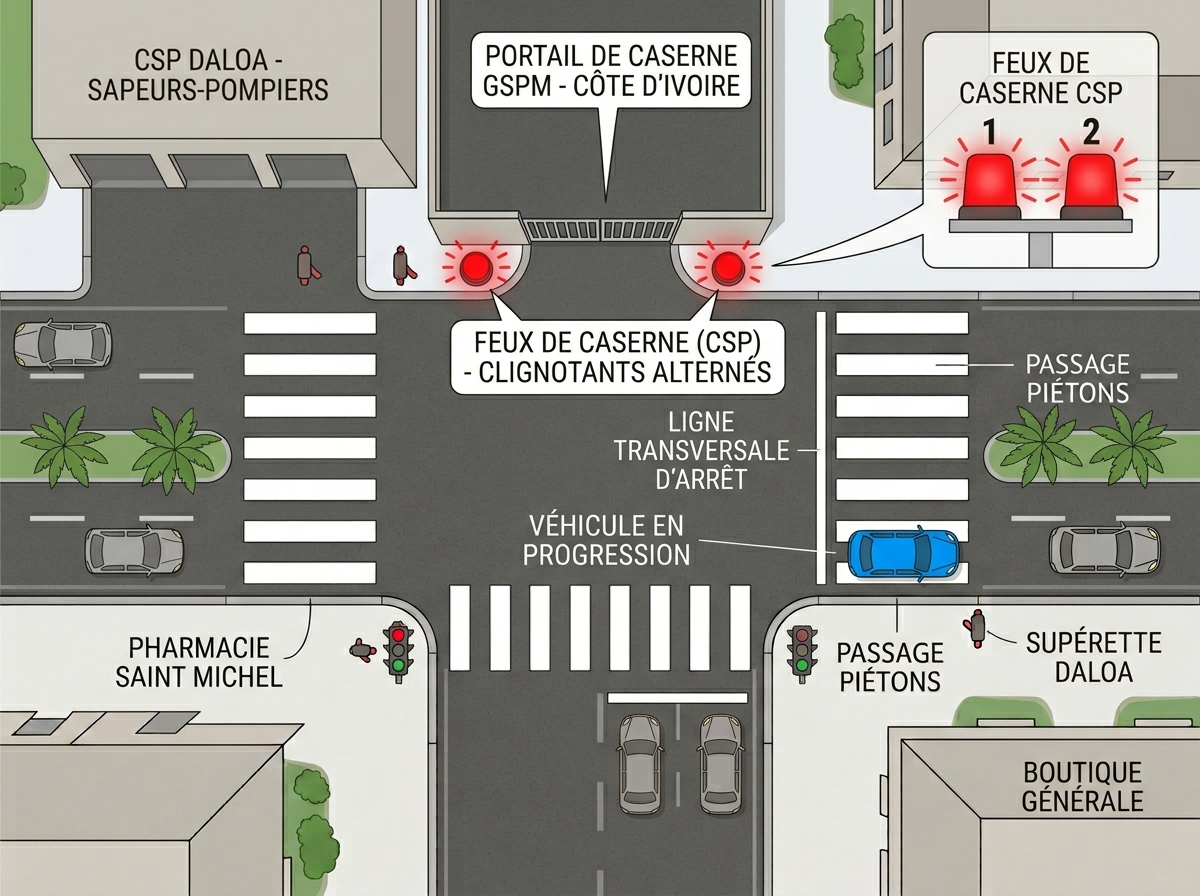 CSP DALOA -
SAPEURS-POMPIERS
PORTAIL DE CASERNE
GSPM - CÔTE D'IVOIRE
FEUX DE
CASERNE CSP
1 2
FEUX DE CASERNE (CSP)
- CLIGNOTANTS ALTERNÉS
PASSAGE
PIÉTONS
LIGNE
TRANSVERSALE
D'ARRÊT
VÉHICULE EN
PROGRESSION
PHARMACIE
SAINT MICHEL
PASSAGE
PIÉTONS
SUPÉRETTE
DALOA
BOUTIQUE
GÉNÉRALE